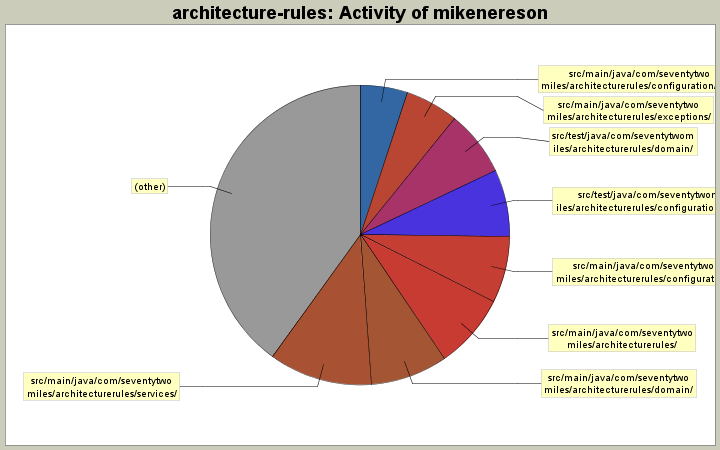 architecture-rules: Activity of mikenereson
src/main/java/com/seventytwo
miles/architecturerules/configuration/
src/main/java/com/seventytwo
miles/architecturerules/exceptions/
src/test/java/com/seventytwom
iles/architecturerules/domain/
(other)
src/test/java/com/seventytwom
iles/architecturerules/configuratio
src/main/java/com/seventytwo
miles/architecturerules/configurat
src/main/java/com/seventytwo
miles/architecturerules/
src/main/java/com/seventytwo
miles/architecturerules/domain/
src/main/java/com/seventytwo
miles/architecturerules/services/